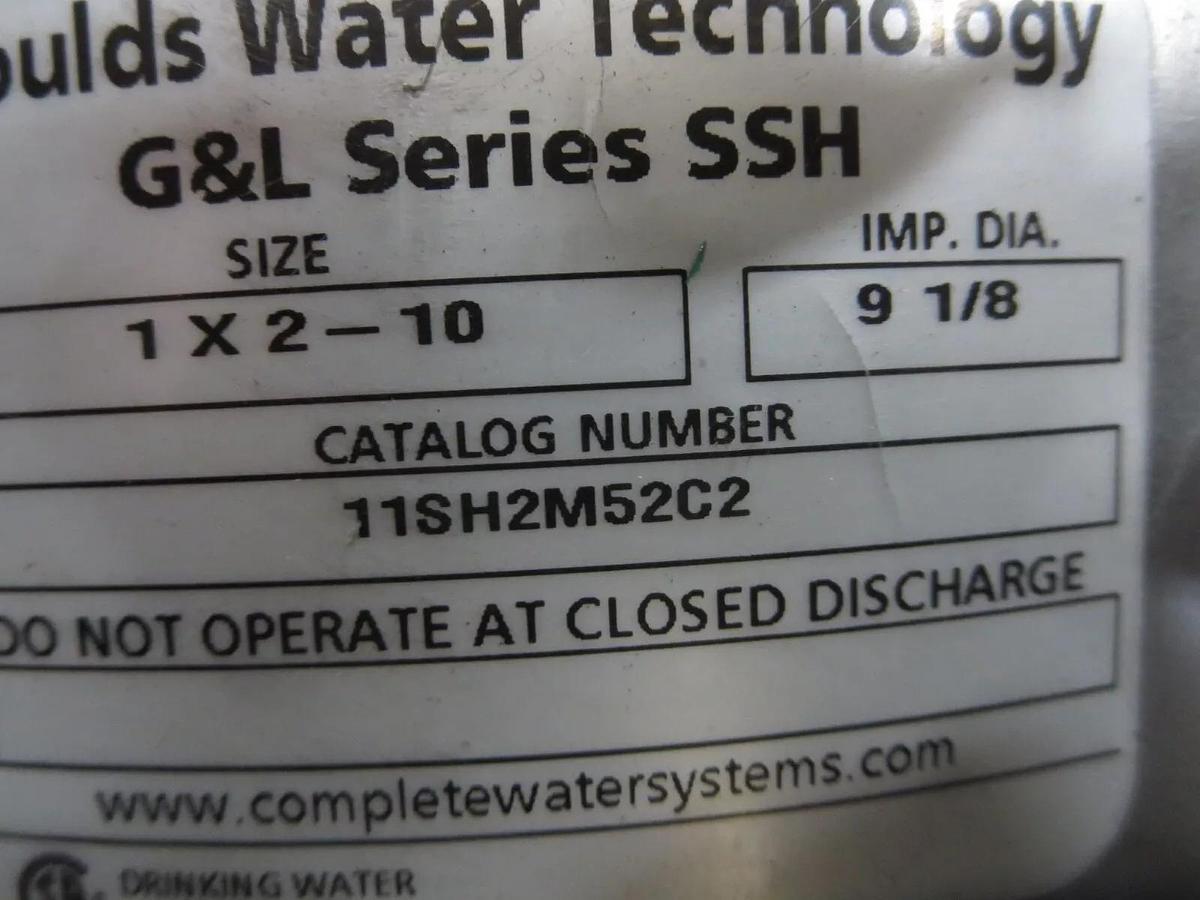 oulds Water Technology
G&L Series SSH
SIZE
IMP. DIA.
1 X 2-10
9 1/8
CATALOG NUMBER
11SH2M52C2
DO NOT OPERATE AT CLOSED DISCHARGE
www.completewatersystems.com
DRINKING WATER